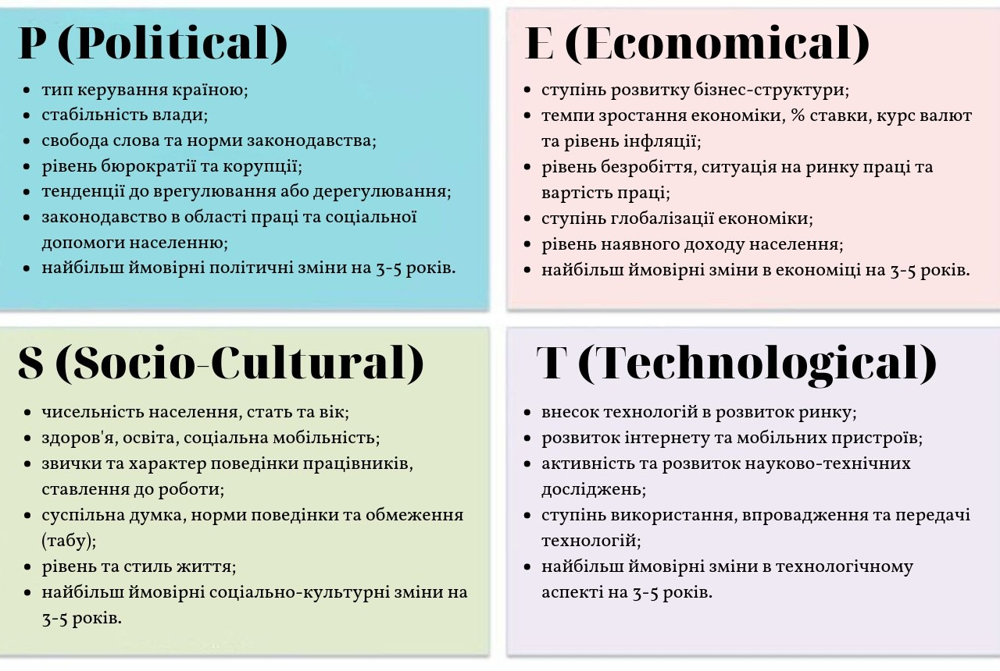 P (Political)
• тип керування країною;
• стабільність влади;
• свобода слова та норми законодавства;
• рівень бюрократії та корупції;
• тенденції до врегулювання або дерегулювання;
• законодавство в області праці та соціальної
допомоги населенню;
• найбільш ймовірні політичні зміни на 3-5 років.
E (Economical)
• ступінь розвитку бізнес-структури;
• темпи зростання економіки, % ставки, курс валют
та рівень інфляції;
• рівень безробіття, ситуація на ринку праці та
вартість праці;
• ступінь глобалізації економіки;
• рівень наявного доходу населення;
• найбільш ймовірні зміни в економіці на 3-5 років.
S (Socio-Cultural)
• чисельність населення, стать та вік;
• здоров'я, освіта, соціальна мобільність;
• звички та характер поведінки працівників,
ставлення до роботи;
• суспільна думка, норми поведінки та обмеження
(табу);
• рівень та стиль життя;
• найбільш ймовірні соціально-культурні зміни на
3-5 років.
T (Technological)
• внесок технологій в розвиток ринку;
• розвиток інтернету та мобільних пристроїв;
• активність та розвиток науково-технічних
досліджень;
• ступінь використання, впровадження та передачі
технологій;
• найбільш ймовірні зміни в технологічному
аспекті на 3-5 років.